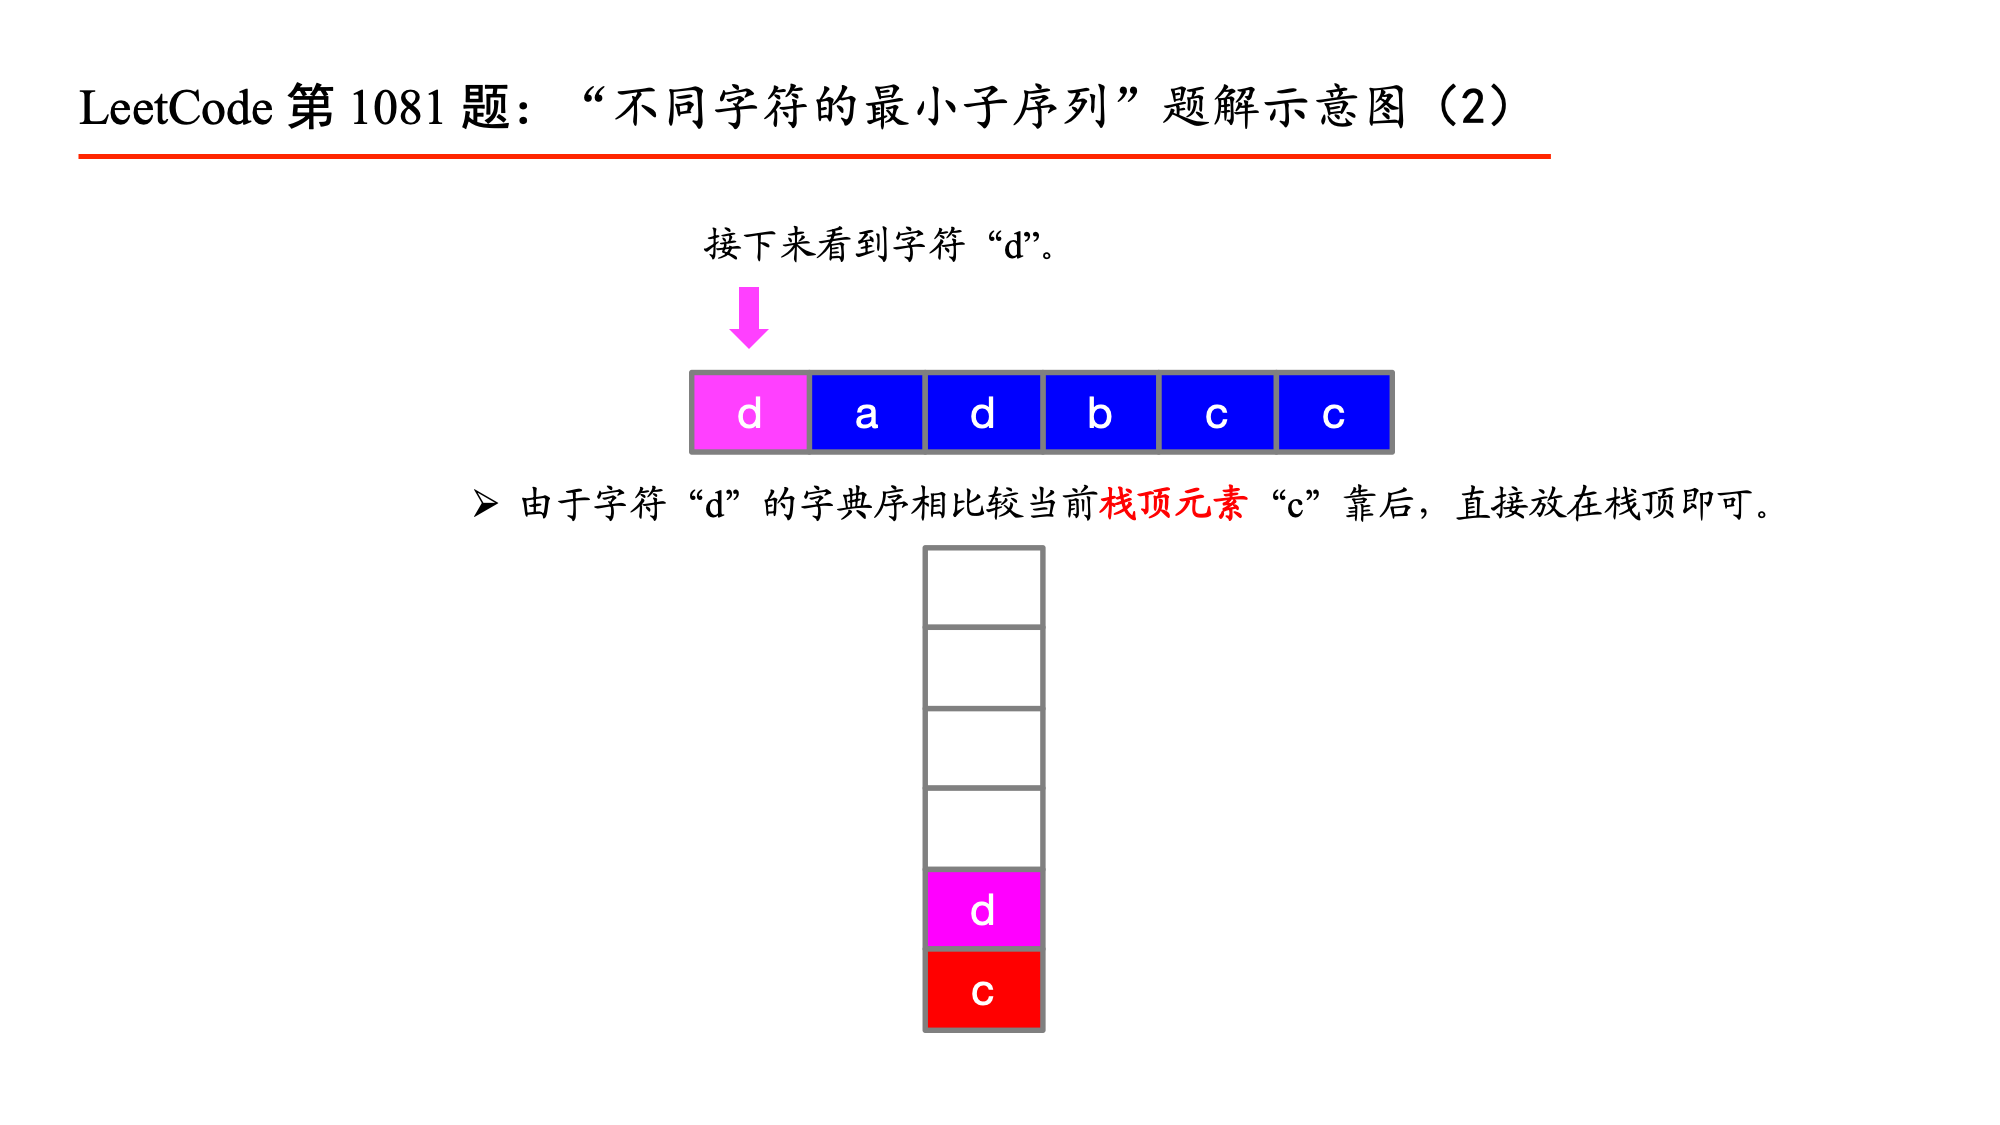 LeetCode 第 1081 题：“不同字符的最小子序列”题解示意图（2）
接下来看到字符“d”。
d a d b c c
➢ 由于字符“d”的字典序相比较当前栈顶元素“c”靠后，直接放在栈顶即可。
d
c